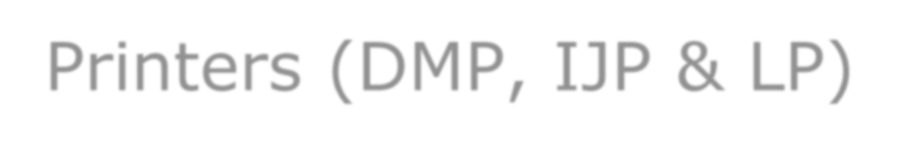 Printers (DMP, IJP & LP)